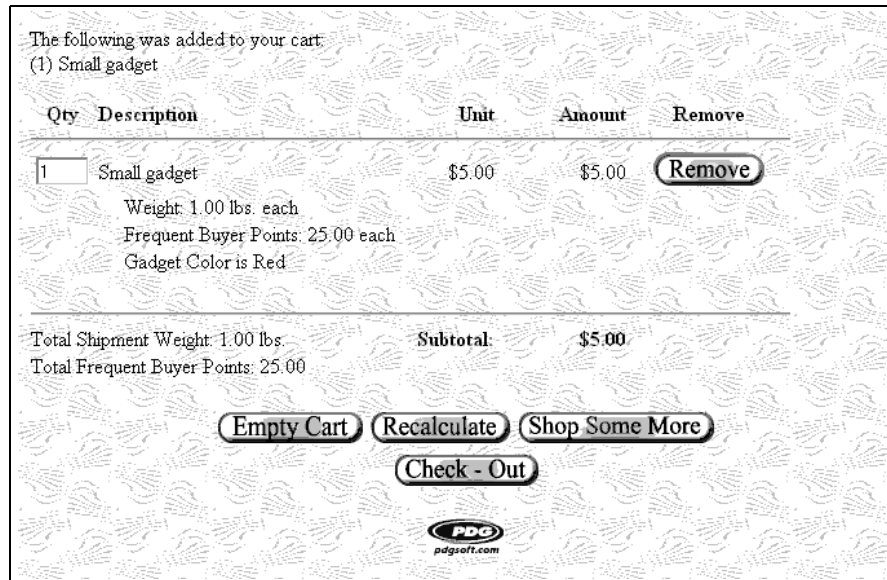 The following was added to your cart:
(1) Small gadget
Qty Description Unit Amount Remove
1 Small gadget $5.00 $5.00 Remove
Weight: 1.00 lbs. each
Frequent Buyer Points: 25.00 each
Gadget Color is Red
Total Shipment Weight: 1.00 lbs. Subtotal: $5.00
Total Frequent Buyer Points: 25.00
Empty Cart Recalculate Shop Some More
Check - Out
PDG
pdgsoft.com